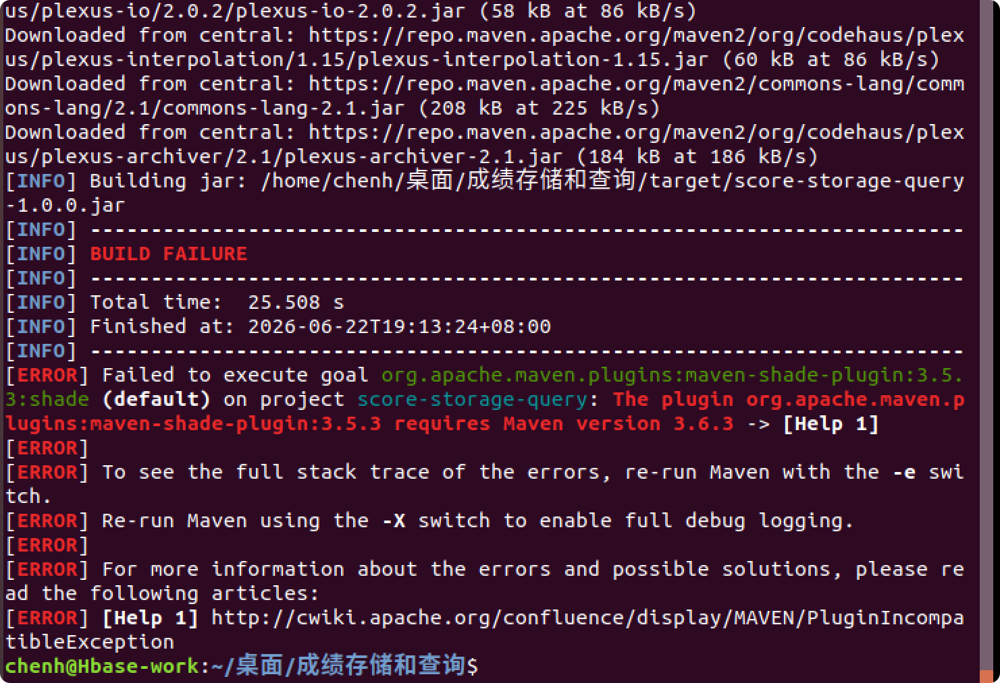 us/plexus-io/2.0.2/plexus-io-2.0.2.jar (58 kB at 86 kB/s)
Downloaded from central: https://repo.maven.apache.org/maven2/org/codehaus/plex
us/plexus-interpolation/1.15/plexus-interpolation-1.15.jar (60 kB at 86 kB/s)
Downloaded from central: https://repo.maven.apache.org/maven2/commons-lang/comm
ons-lang/2.1/commons-lang-2.1.jar (208 kB at 225 kB/s)
Downloaded from central: https://repo.maven.apache.org/maven2/org/codehaus/plex
us/plexus-archiver/2.1/plexus-archiver-2.1.jar (184 kB at 186 kB/s)
[INFO] Building jar: /home/chenh/桌面/成绩存储和查询/target/score-storage-query
-1.0.0.jar
[INFO] ------------------------------------------------------------------------
[INFO] BUILD FAILURE
[INFO] ------------------------------------------------------------------------
[INFO] Total time:  25.508 s
[INFO] Finished at: 2026-06-22T19:13:24+08:00
[INFO] ------------------------------------------------------------------------
[ERROR] Failed to execute goal org.apache.maven.plugins:maven-shade-plugin:3.5.
3:shade (default) on project score-storage-query: The plugin org.apache.maven.p
lugins:maven-shade-plugin:3.5.3 requires Maven version 3.6.3 -> [Help 1]
[ERROR]
[ERROR] To see the full stack trace of the errors, re-run Maven with the -e swi
tch.
[ERROR] Re-run Maven using the -X switch to enable full debug logging.
[ERROR]
[ERROR] For more information about the errors and possible solutions, please re
ad the following articles:
[ERROR] [Help 1] http://cwiki.apache.org/confluence/display/MAVEN/PluginIncompa
tibleException
chenh@Hbase-work:~/桌面/成绩存储和查询$